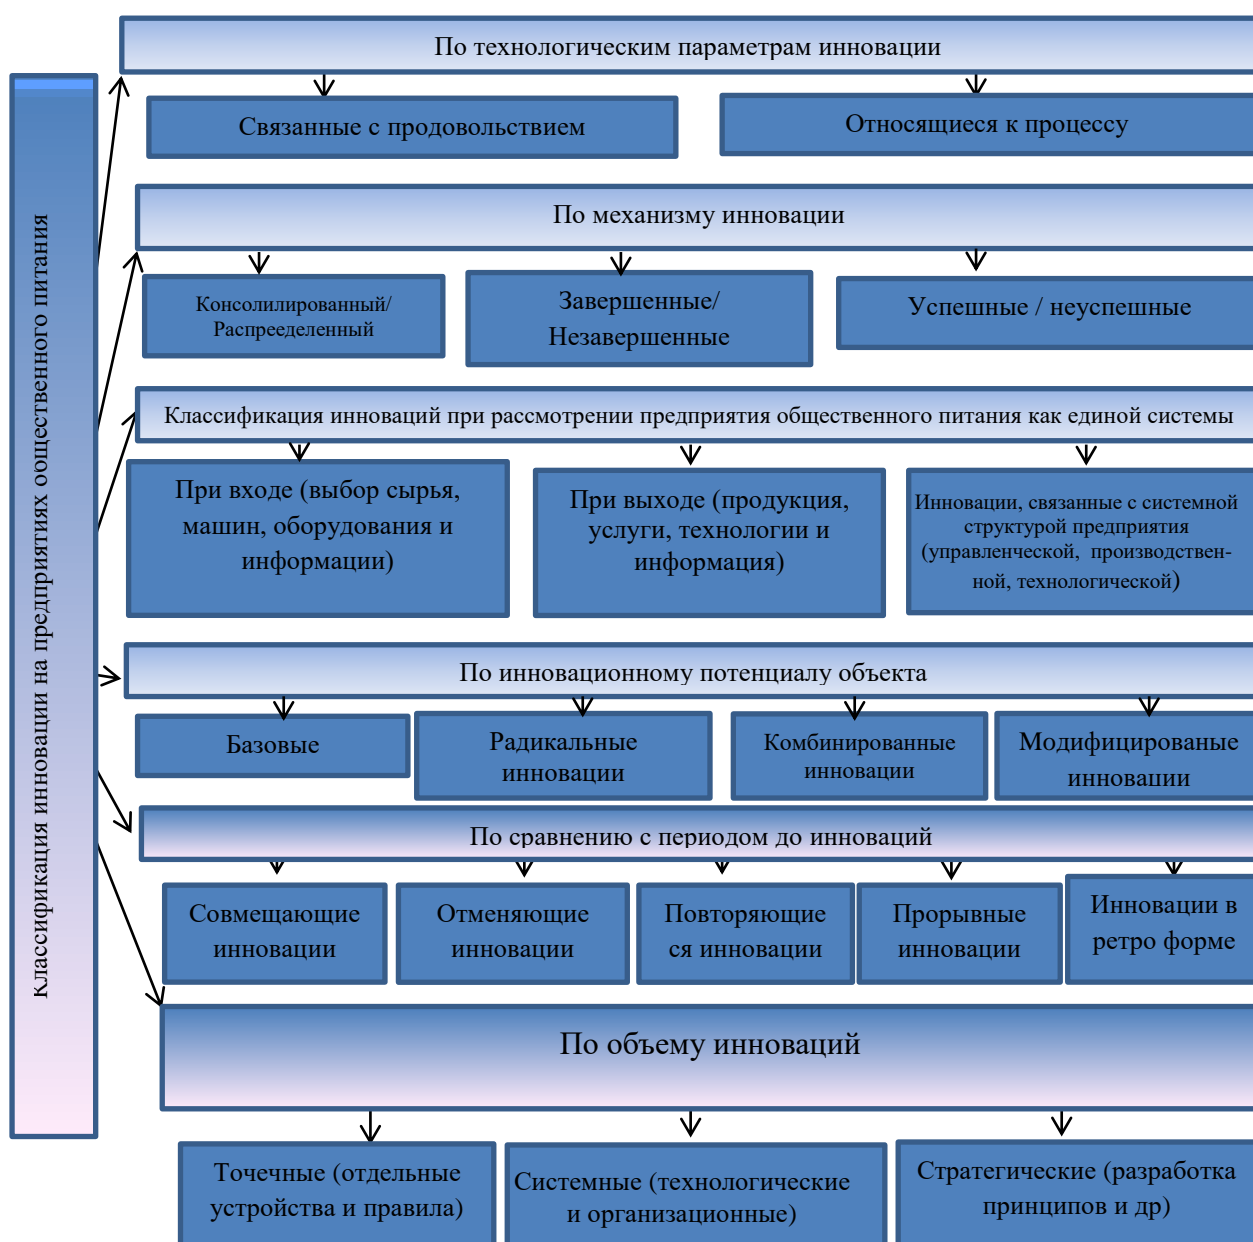 Классификация инновации на предприятиях общественного питания
По технологическим параметрам инновации
Связанные с продовольствием
Относящиеся к процессу
По механизму инновации
Консолилированный/
Распрееделенный
Завершенные/
Незавершенные
Успешные / неуспешные
Классификация инноваций при рассмотрении предприятия общественного питания как единой системы
При входе (выбор сырья,
машин, оборудования и
информации)
При выходе (продукция,
услуги, технологии и
информация)
Инновации, связанные с системной
структурой предприятия
(управленческой, производствен-
ной, технологической)
По инновационному потенциалу объекта
Базовые
Радикальные
инновации
Комбинированные
инновации
Модифицированые
инновации
По сравнению с периодом до инноваций
Совмещающие
инновации
Отменяющие
инновации
Повторяющие
ся инновации
Прорывные
инновации
Инновации в
ретро форме
По объему инноваций
Точечные (отдельные
устройства и правила)
Системные (технологические
и организационные)
Стратегические (разработка
принципов и др)